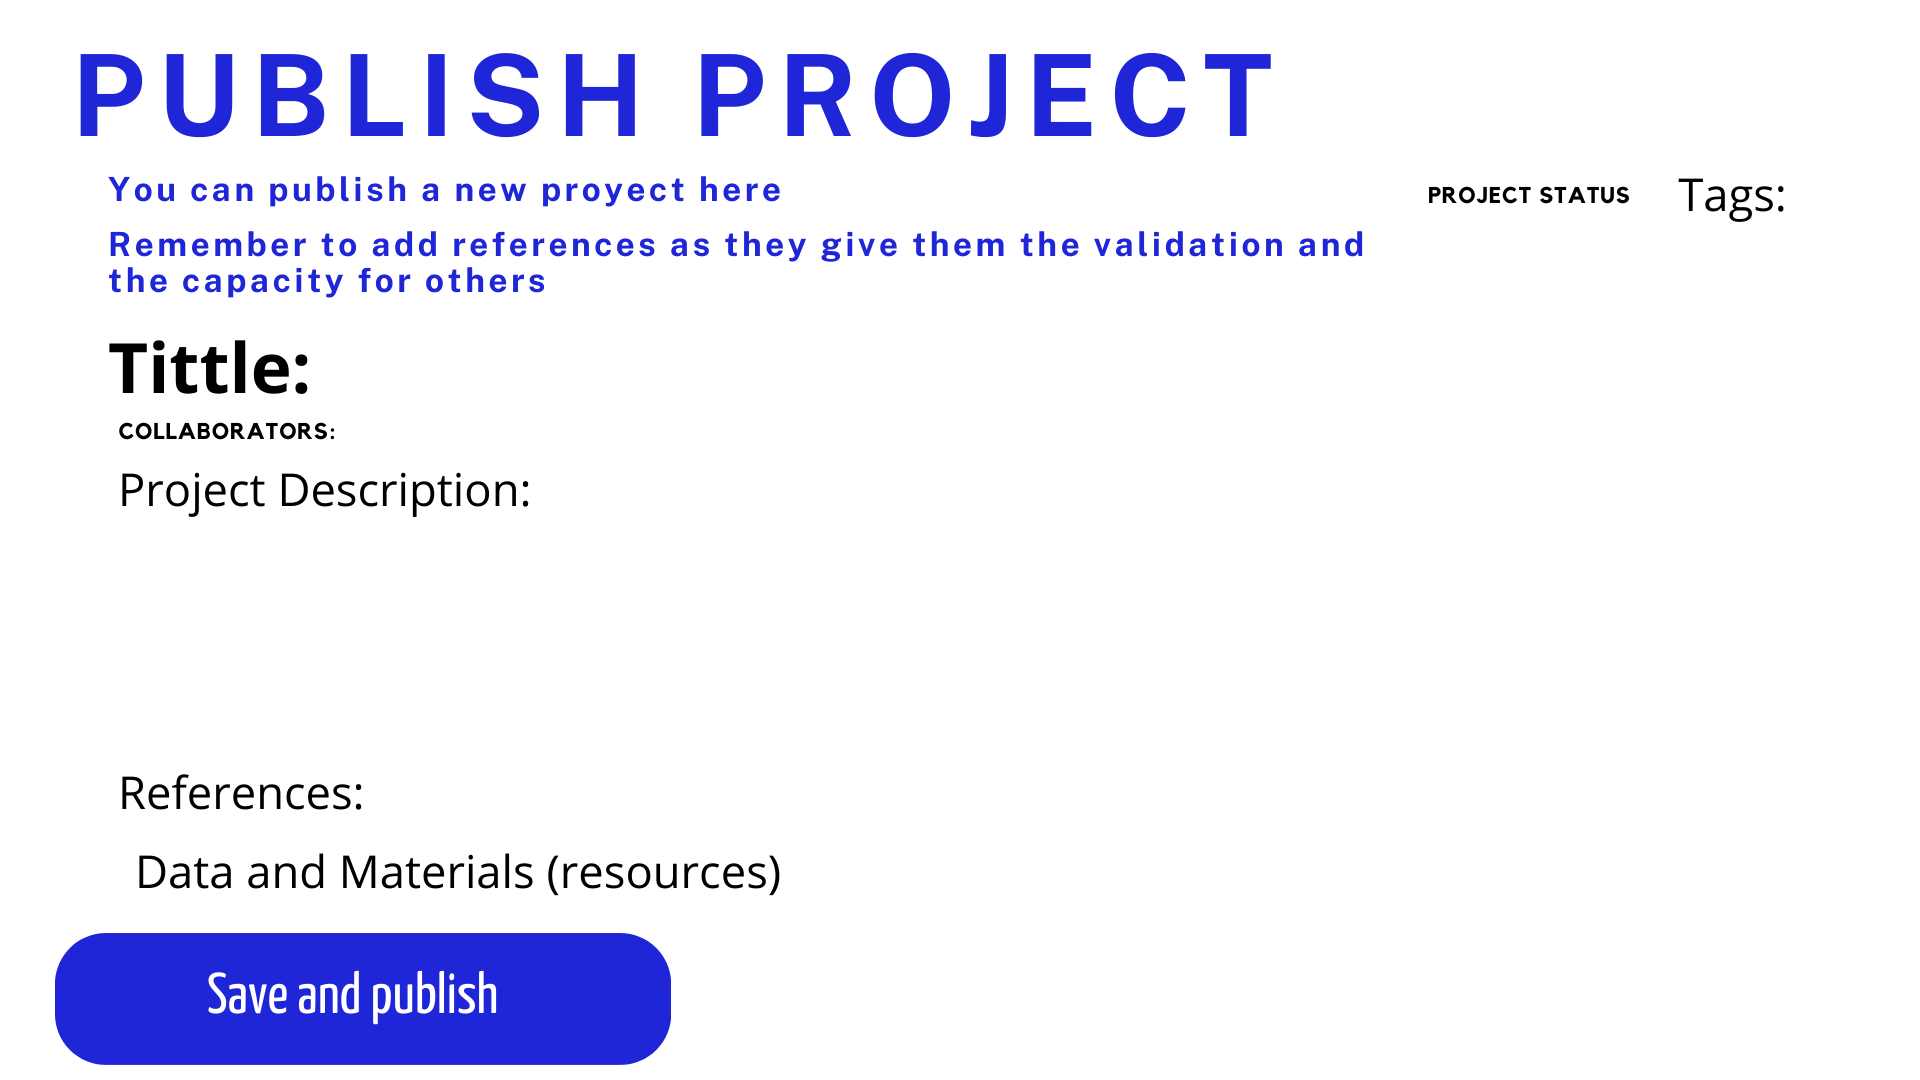 PUBLISH PROJECT
You can publish a new proyect here
PROJECT STATUS
Tags:
Remember to add references as they give them the validation and
the capacity for others
Tittle:
COLLABORATORS:
Project Description:
References:
Data and Materials (resources)
Save and publish